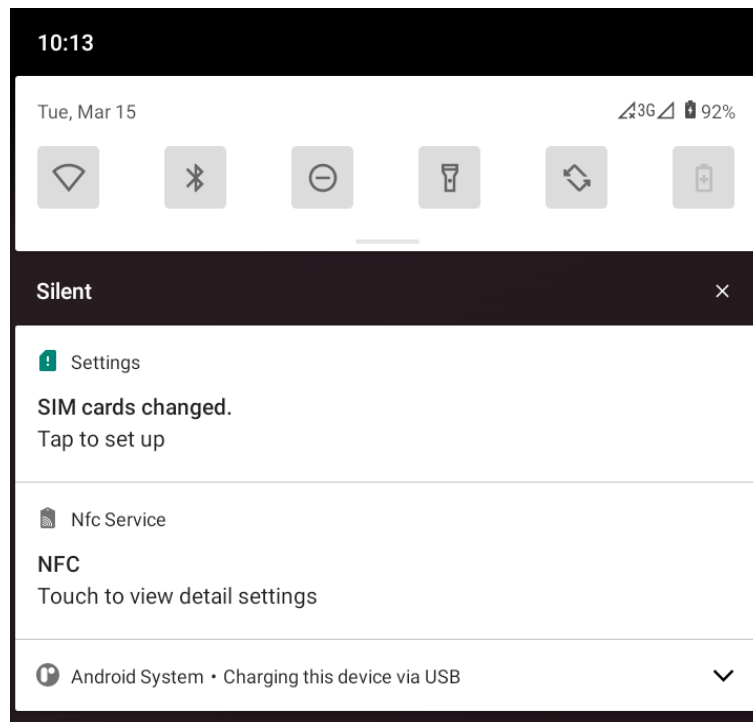 10:13
Tue, Mar 15 3G 92%
Silent
Settings
SIM cards changed.
Tap to set up
Nfc Service
NFC
Touch to view detail settings
Android System • Charging this device via USB